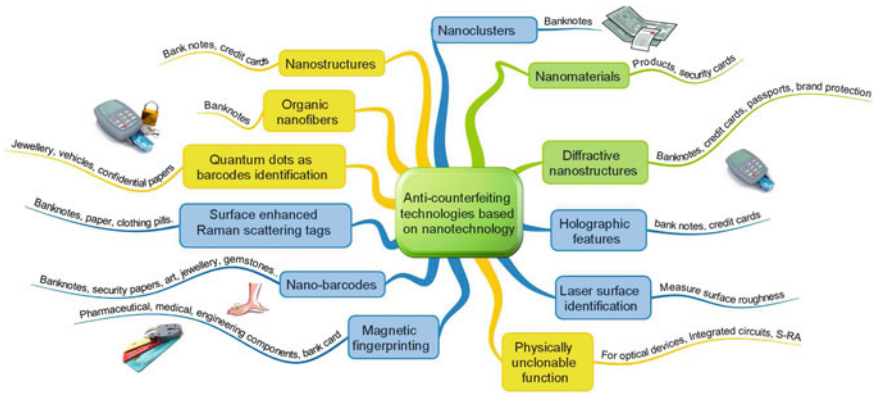 Nanoclusters
Banknotes
Bank notes, credit cards
Nanostructures
Nanomaterials
Products, security cards
Banknotes
Organic
nanofibers
Banknotes, credit cards, passports, brand protection
Diffractive
nanostructures
Jewellery, vehicles, confidential papers
Quantum dots as
barcodes identification
Anti-counterfeiting
technologies based
on nanotechnology
Banknotes, paper, clothing pills.
Surface enhanced
Raman scattering tags
Holographic
features
bank notes, credit cards
Banknotes, security papers, art, jewellery, gemstones..
Nano-barcodes
Laser surface
identification
Measure surface roughness
Pharmaceutical, medical, engineering components, bank card
Magnetic
fingerprinting
Physically
unclonable
function
For optical devices, Integrated circuits, S-RA